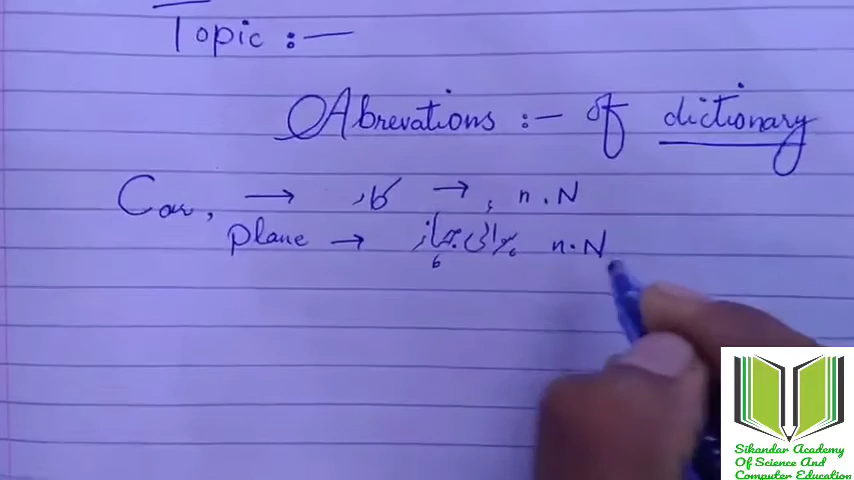 Topic :—
Abrevations :— of dictionary
Car, → کار → , n . N
plane → ہوائی جہاز n . N
Sikandar Academy
Of Science And
Computer Education